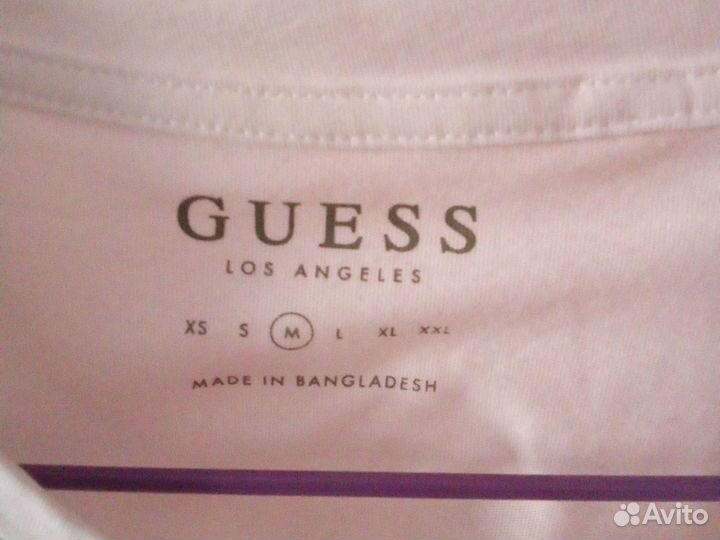 GUESS
LOS ANGELES
XS S M L XL XXL
MADE IN BANGLADESH
Avito